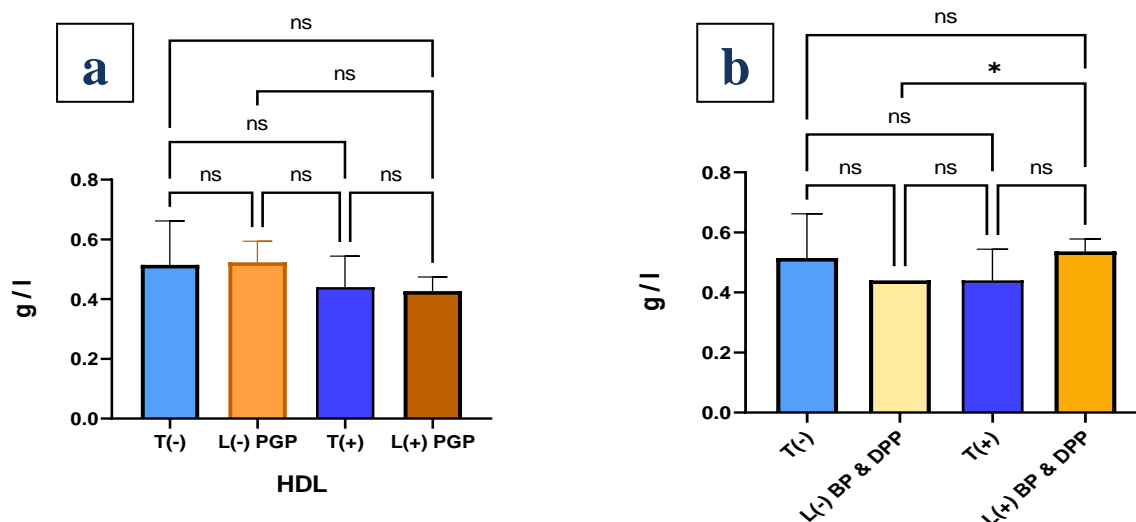 a
ns
ns
ns
ns
ns
ns
0.8
0.6
0.4
0.2
0.0
g / l
T(-)
L(-) PGP
T(+)
L(+) PGP
HDL
b
ns
*
ns
ns
ns
ns
0.8
0.6
0.4
0.2
0.0
g / l
T(-)
L(-) BP & DPP
T(+)
L(+) BP & DPP